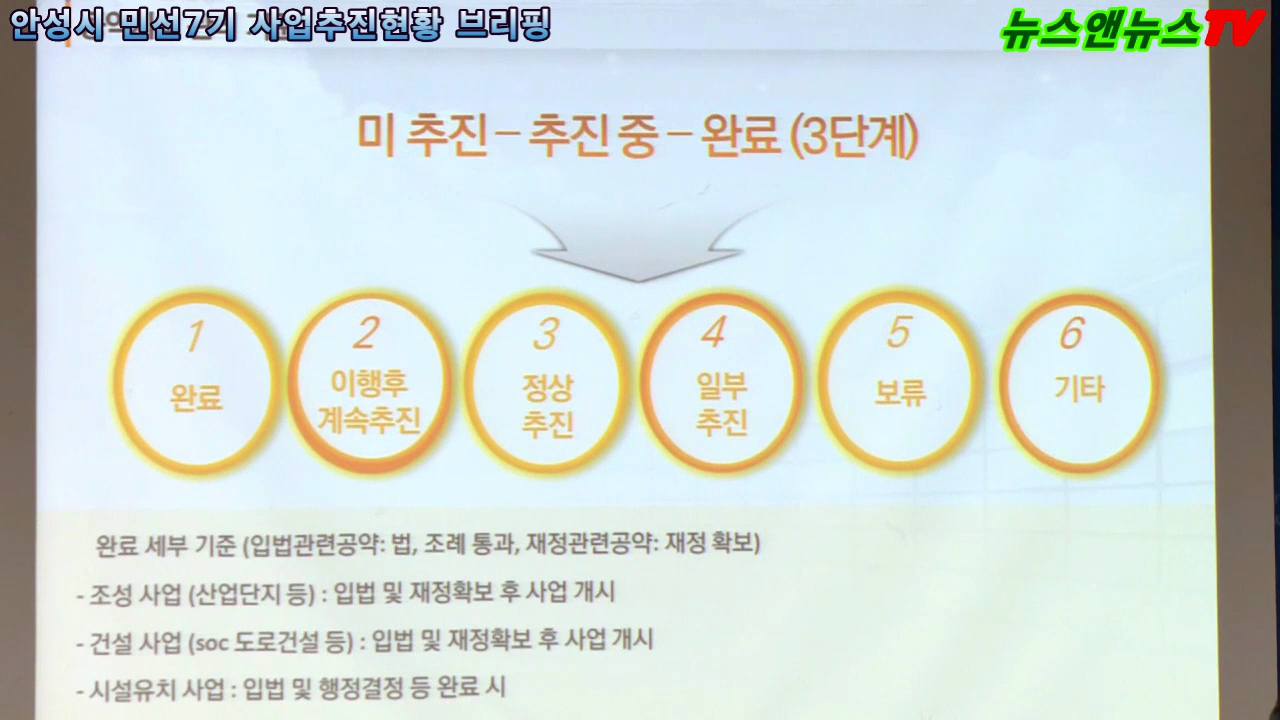 안성시 민선7기 사업추진현황 브리핑
뉴스앤뉴스TV
미 추진 – 추진 중 – 완료 (3단계)
1
완료
2
이행후
계속추진
3
정상
추진
4
일부
추진
5
보류
6
기타
완료 세부 기준 (입법관련공약: 법, 조례 통과, 재정관련공약: 재정 확보)
- 조성 사업 (산업단지 등) : 입법 및 재정확보 후 사업 개시
- 건설 사업 (soc 도로건설 등) : 입법 및 재정확보 후 사업 개시
- 시설유치 사업 : 입법 및 행정결정 등 완료 시